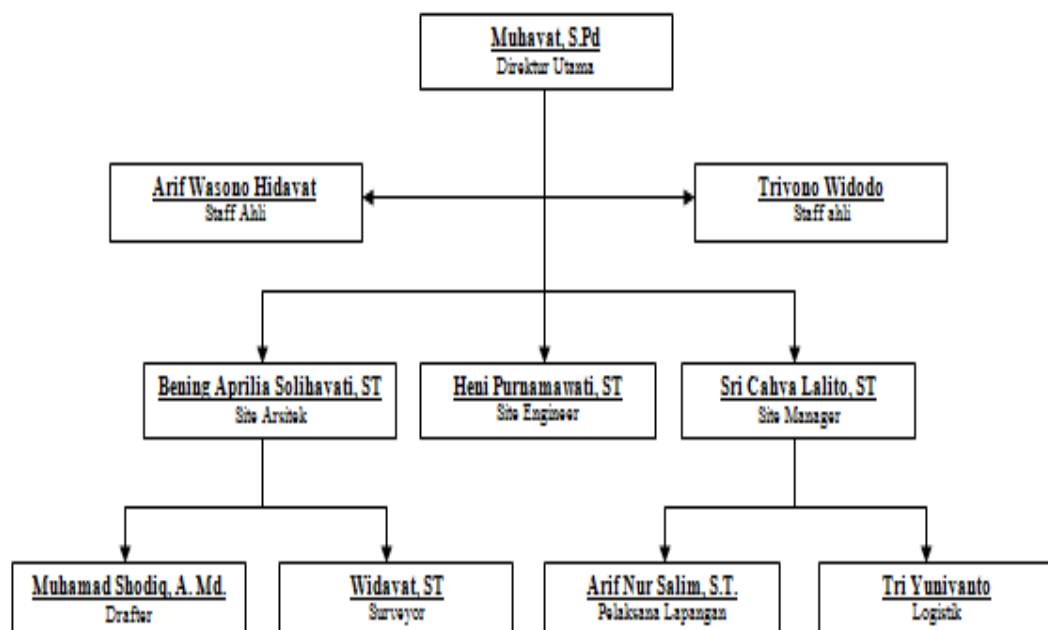 Muhayat, S.Pd
Direktur Utama
Arif Wasono Hidayat
Staff Ahli
Triyono Widodo
Staff ahli
Bening Aprilia Solihayati, ST
Site Arsitek
Heni Purnamawati, ST
Site Engineer
Sri Cahya Lalito, ST
Site Manager
Muhamad Shodiq, A. Md.
Drafter
Widayat, ST
Surveyor
Arif Nur Salim, S.T.
Pelaksana Lapangan
Tri Yuniyanto
Logistik